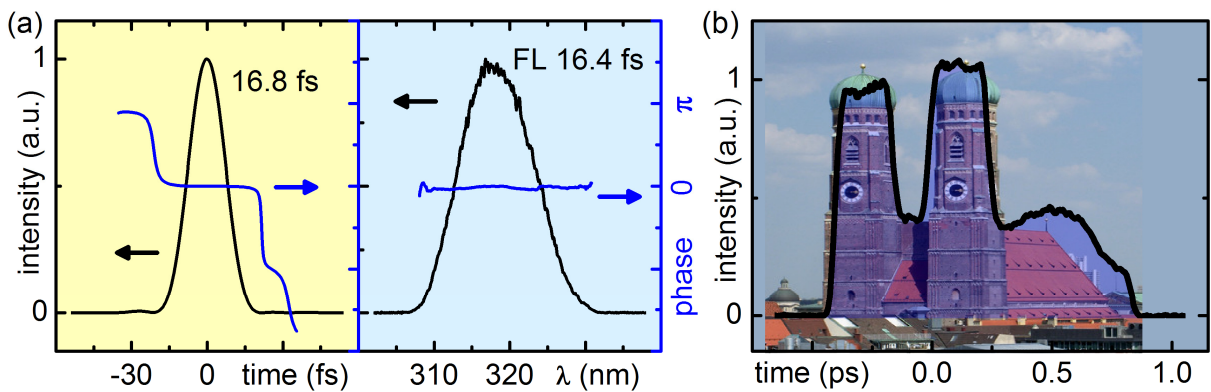 (a)
16.8 fs
FL 16.4 fs
intensity (a.u.)
1
0
-30 0 time (fs)
310 320 λ (nm)
π
0
phase
(b)
intensity (a.u.)
1
0
time (ps) 0.0 0.5 1.0